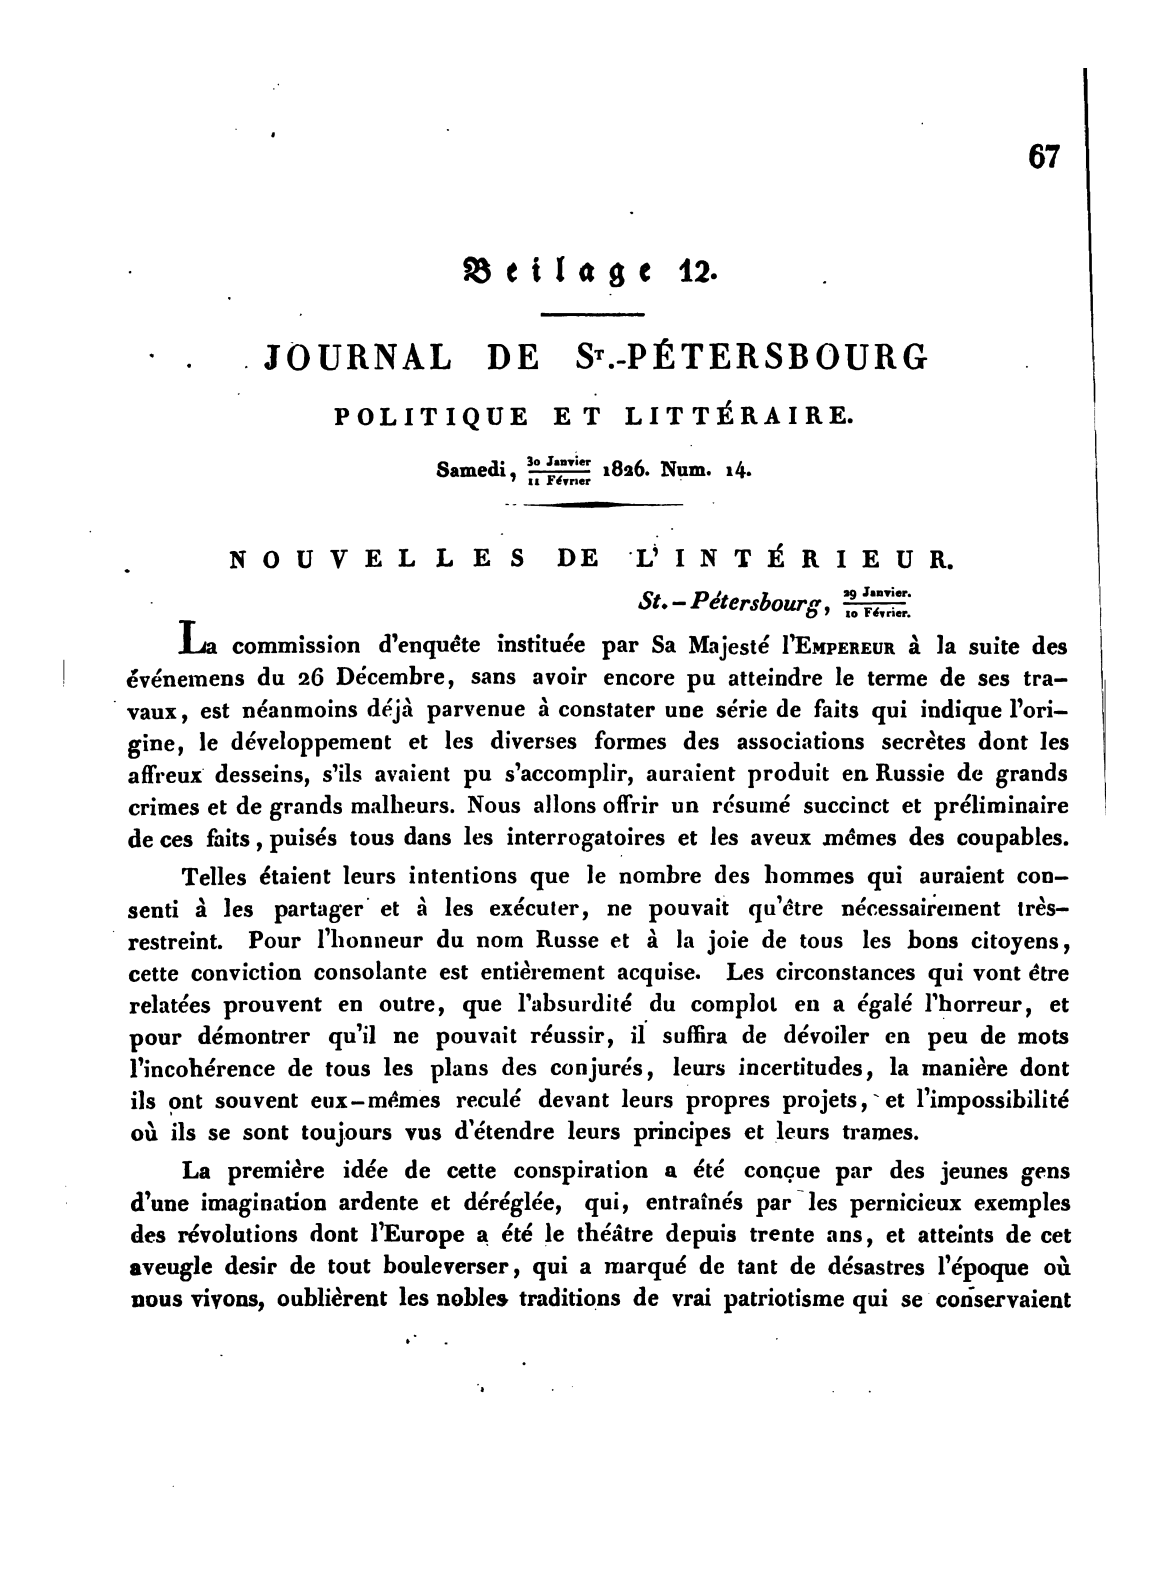 67
Beilage 12.
JOURNAL DE ST.-PÉTERSBOURG
POLITIQUE ET LITTÉRAIRE.
Samedi, 30 Janvier / 11 Février 1826. Num. 14.
NOUVELLES DE L'INTÉRIEUR.
St.-Pétersbourg, 29 Janvier. / 10 Février.
La commission d'enquête instituée par Sa Majesté l'EMPEREUR à la suite des
événemens du 26 Décembre, sans avoir encore pu atteindre le terme de ses tra-
vaux, est néanmoins déjà parvenue à constater une série de faits qui indique l'ori-
gine, le développement et les diverses formes des associations secrètes dont les
affreux desseins, s'ils avaient pu s'accomplir, auraient produit en Russie de grands
crimes et de grands malheurs. Nous allons offrir un résumé succinct et préliminaire
de ces faits, puisés tous dans les interrogatoires et les aveux mêmes des coupables.
Telles étaient leurs intentions que le nombre des hommes qui auraient con-
senti à les partager et à les exécuter, ne pouvait qu'être nécessairement très-
restreint. Pour l'honneur du nom Russe et à la joie de tous les bons citoyens,
cette conviction consolante est entièrement acquise. Les circonstances qui vont être
relatées prouvent en outre, que l'absurdité du complot en a égalé l'horreur, et
pour démontrer qu'il ne pouvait réussir, il suffira de dévoiler en peu de mots
l'incohérence de tous les plans des conjurés, leurs incertitudes, la manière dont
ils ont souvent eux-mêmes reculé devant leurs propres projets, et l'impossibilité
où ils se sont toujours vus d'étendre leurs principes et leurs trames.
La première idée de cette conspiration a été conçue par des jeunes gens
d'une imagination ardente et déréglée, qui, entraînés par les pernicieux exemples
des révolutions dont l'Europe a été le théâtre depuis trente ans, et atteints de cet
aveugle desir de tout bouleverser, qui a marqué de tant de désastres l'époque où
nous vivons, oublièrent les nobles traditions de vrai patriotisme qui se conservaient